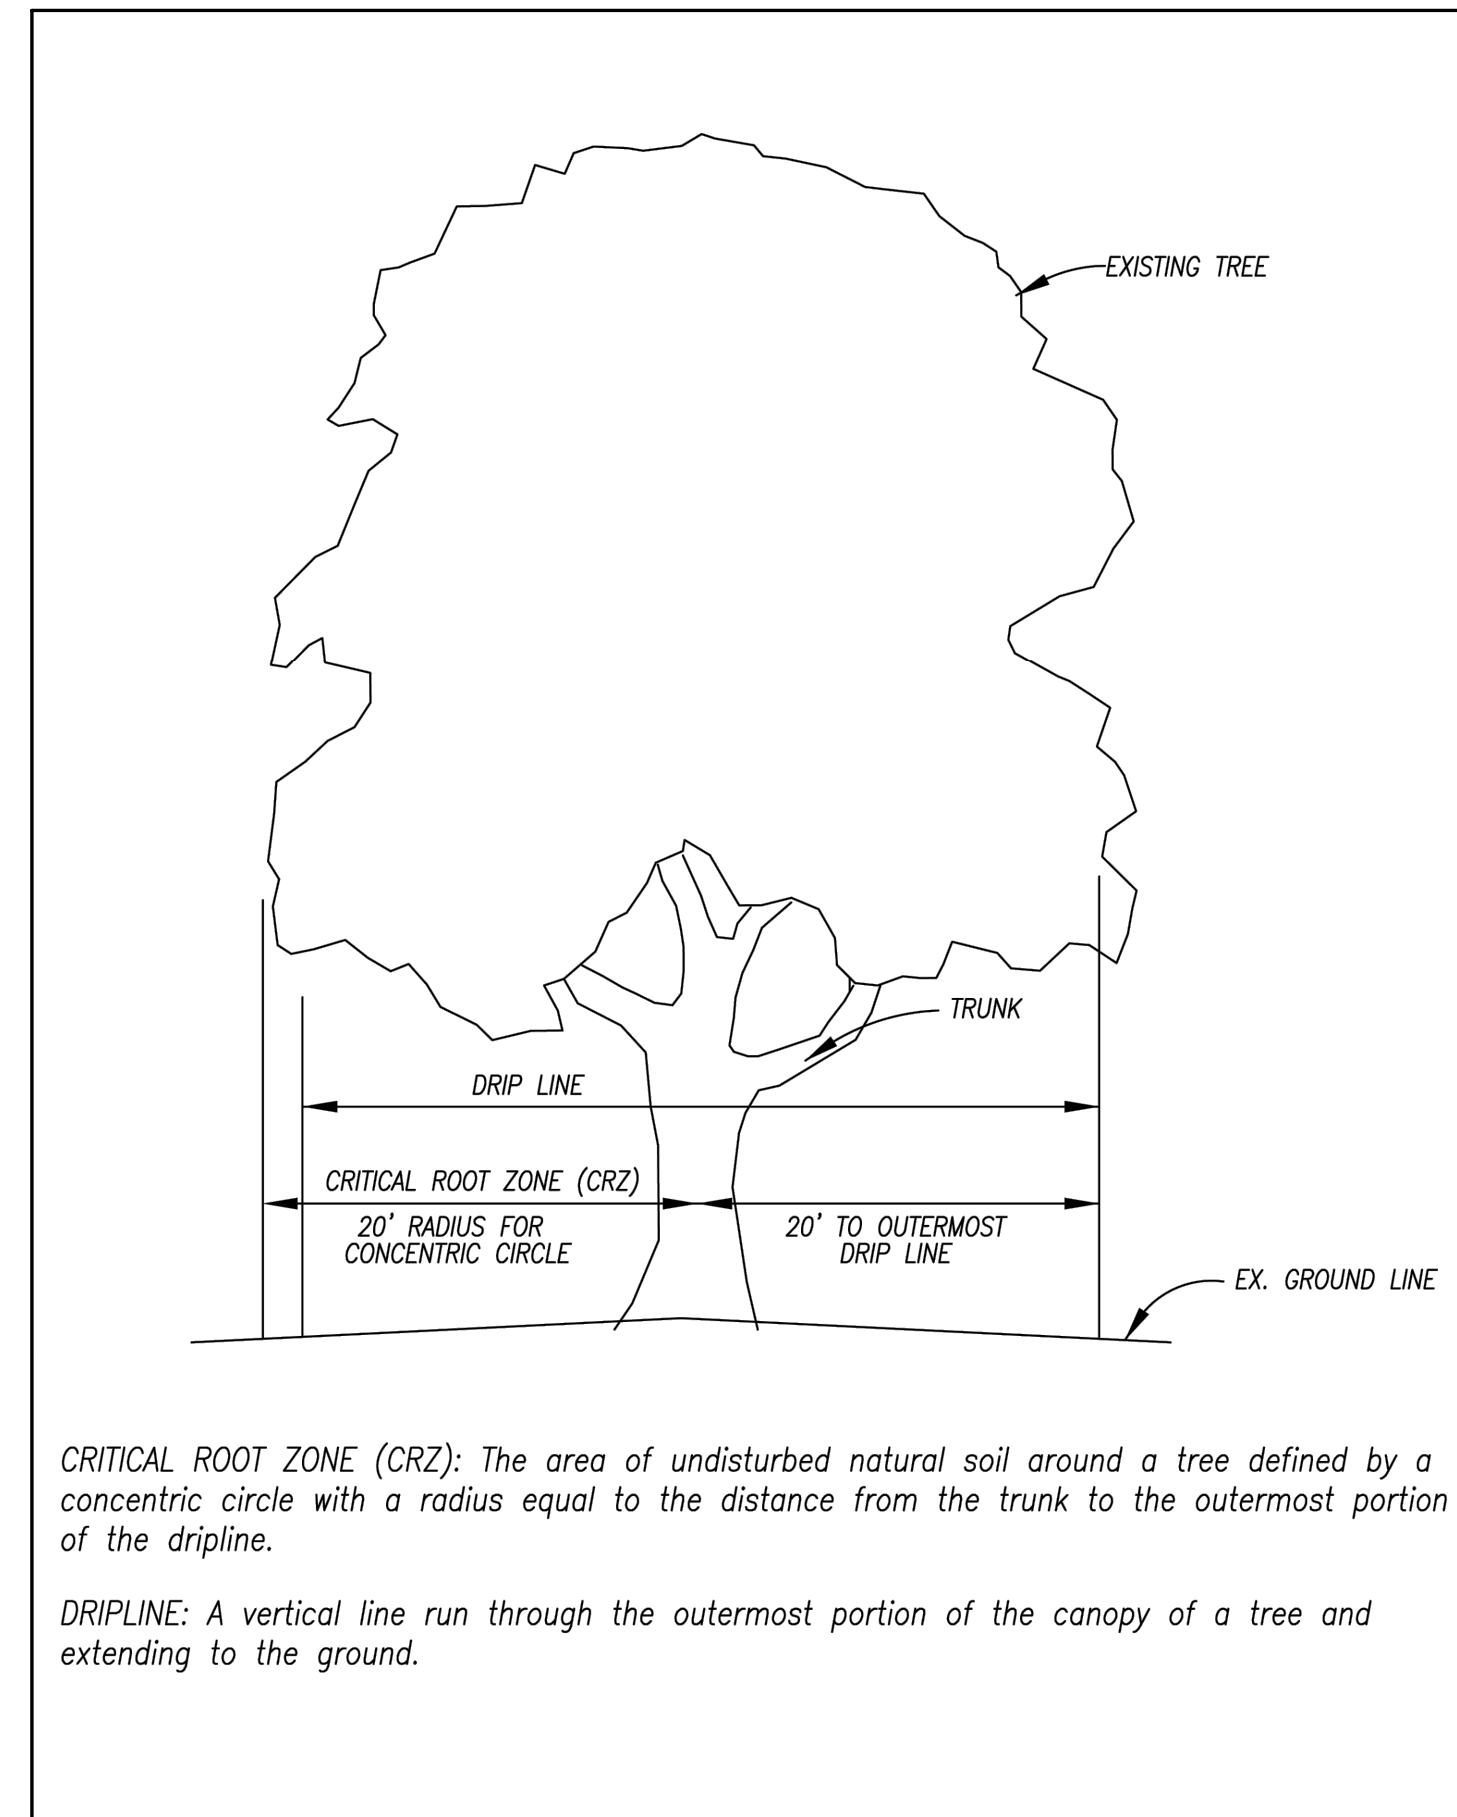 EXISTING TREE
TRUNK
DRIP LINE
CRITICAL ROOT ZONE (CRZ)
20' RADIUS FOR
CONCENTRIC CIRCLE
20' TO OUTERMOST
DRIP LINE
EX. GROUND LINE
CRITICAL ROOT ZONE (CRZ): The area of undisturbed natural soil around a tree defined by a
concentric circle with a radius equal to the distance from the trunk to the outermost portion
of the dripline.
DRIPLINE: A vertical line run through the outermost portion of the canopy of a tree and
extending to the ground.